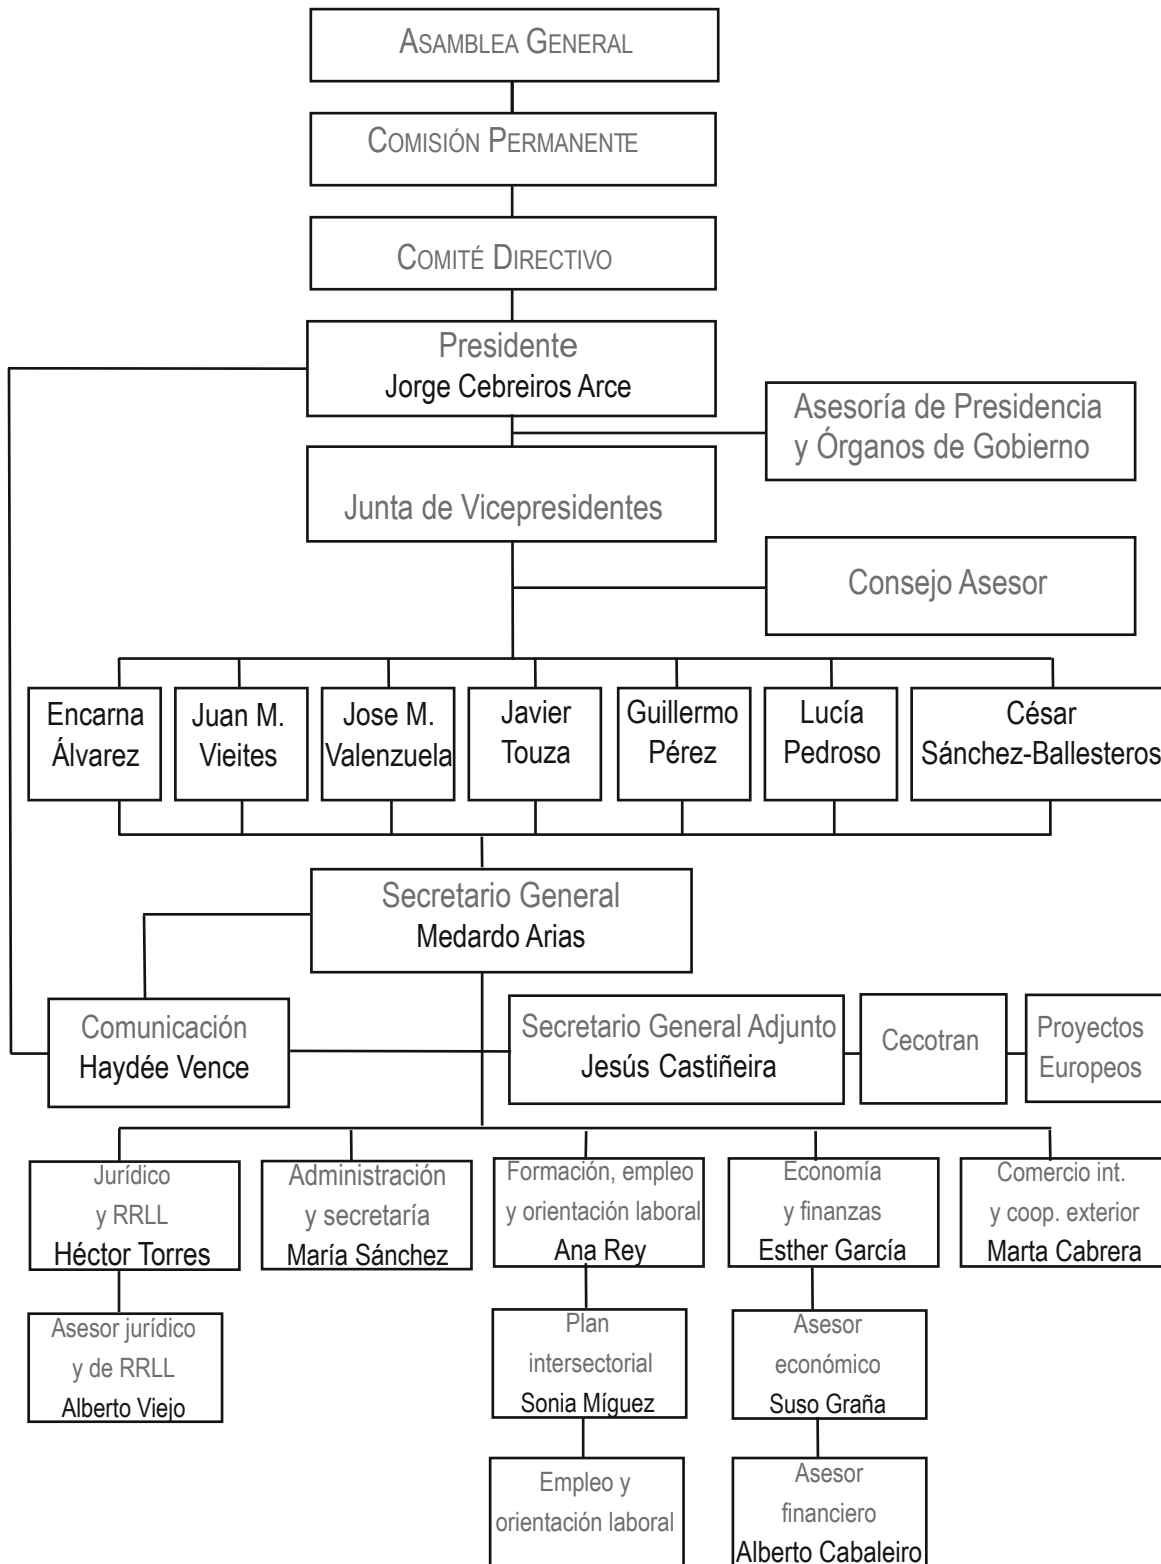 ASAMBLEA GENERAL
COMISIÓN PERMANENTE
COMITÉ DIRECTIVO
Presidente
Jorge Cebreiros Arce
Asesoría de Presidencia
y Órganos de Gobierno
Junta de Vicepresidentes
Consejo Asesor
Encarna
Álvarez
Juan M.
Vieites
Jose M.
Valenzuela
Javier
Touza
Guillermo
Pérez
Lucía
Pedroso
César
Sánchez-Ballesteros
Secretario General
Medardo Arias
Comunicación
Haydée Vence
Secretario General Adjunto
Jesús Castiñeira
Cecotran
Proyectos
Europeos
Jurídico
y RRLL
Héctor Torres
Administración
y secretaría
María Sánchez
Formación, empleo
y orientación laboral
Ana Rey
Economía
y finanzas
Esther García
Comercio int.
y coop. exterior
Marta Cabrera
Asesor jurídico
y de RRLL
Alberto Viejo
Plan
intersectorial
Sonia Míguez
Asesor
económico
Suso Graña
Empleo y
orientación laboral
Asesor
financiero
Alberto Cabaleiro